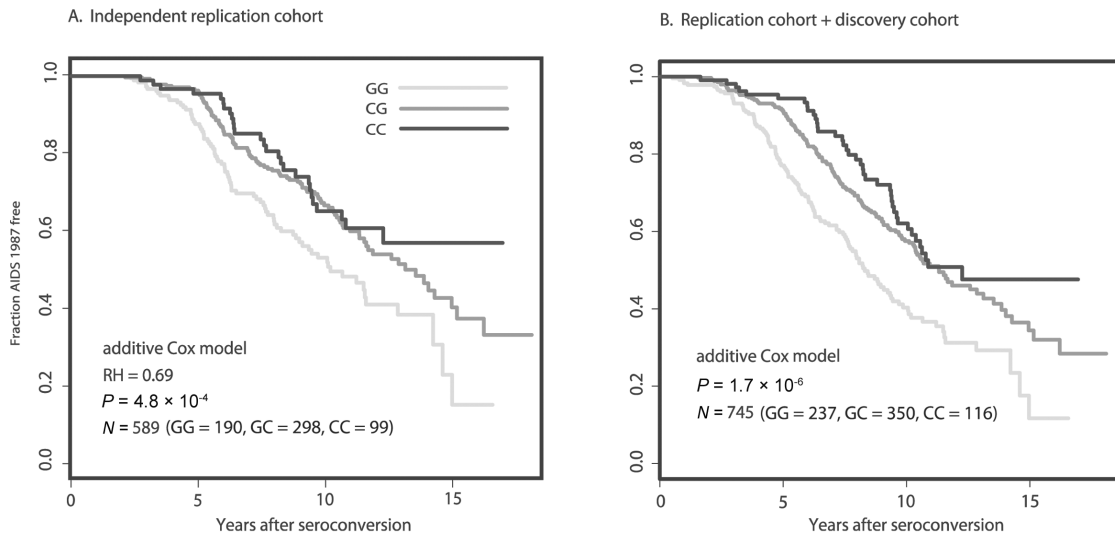 A. Independent replication cohort
Fraction AIDS 1987 free
1.0
0.8
0.6
0.4
0.2
0.0
GG
CG
CC
additive Cox model
RH = 0.69
P = 4.8 × 10-4
N = 589 (GG = 190, GC = 298, CC = 99)
0 5 10 15
Years after seroconversion
B. Replication cohort + discovery cohort
1.0
0.8
0.6
0.4
0.2
0.0
additive Cox model
P = 1.7 × 10-6
N = 745 (GG = 237, GC = 350, CC = 116)
0 5 10 15
Years after seroconversion